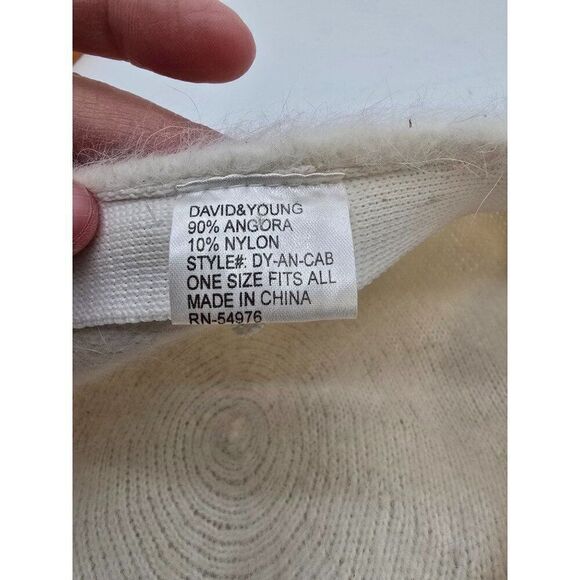 DAVID&YOUNG
90% ANGORA
10% NYLON
STYLE#: DY-AN-CAB
ONE SIZE FITS ALL
MADE IN CHINA
RN-54976